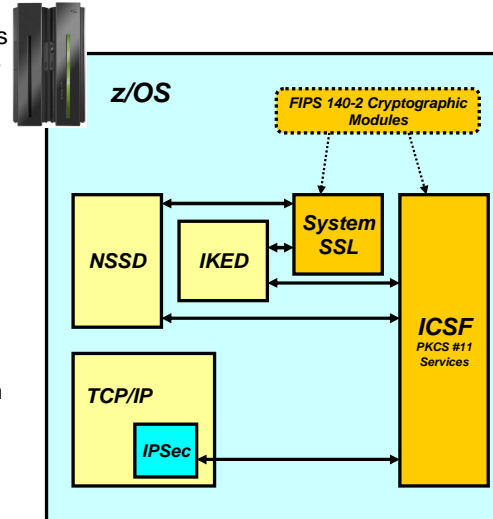 s
z/OS
FIPS 140-2 Cryptographic
Modules
System
SSL
NSSD
IKED
ICSF
PKCS #11
Services
TCP/IP
IPSec